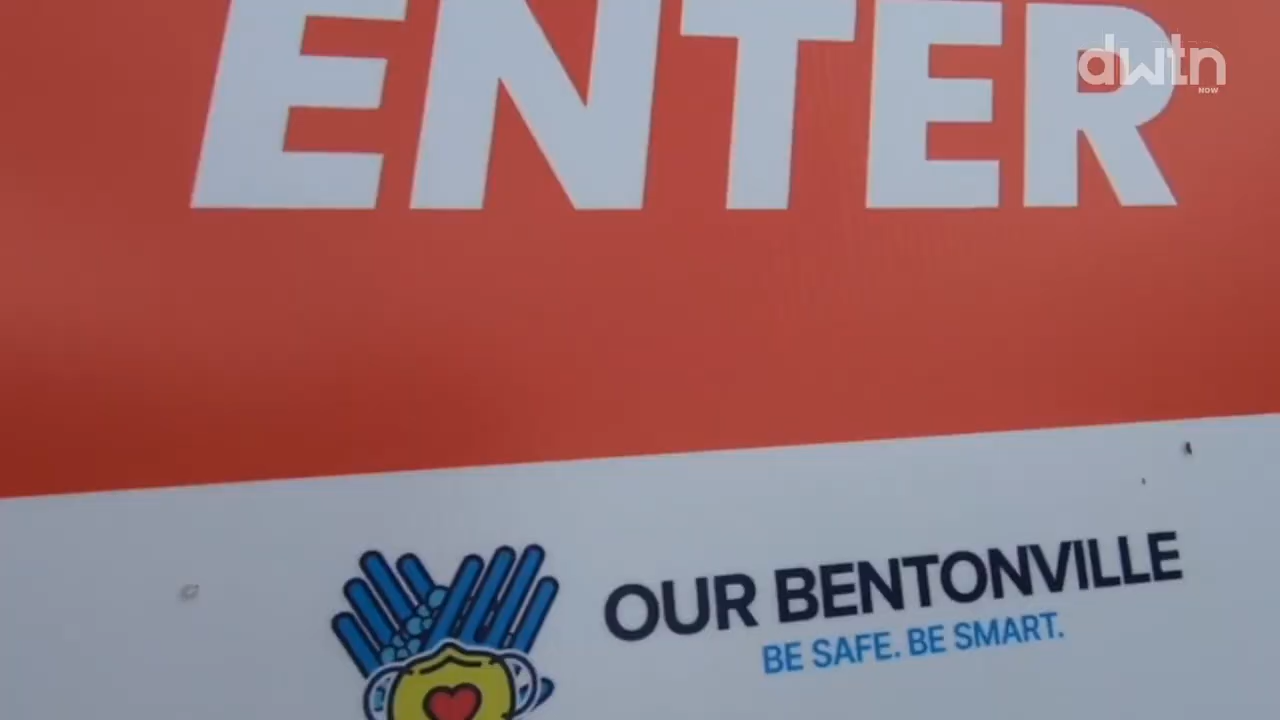 ENTER
dwtn
NOW
OUR BENTONVILLE
BE SAFE. BE SMART.